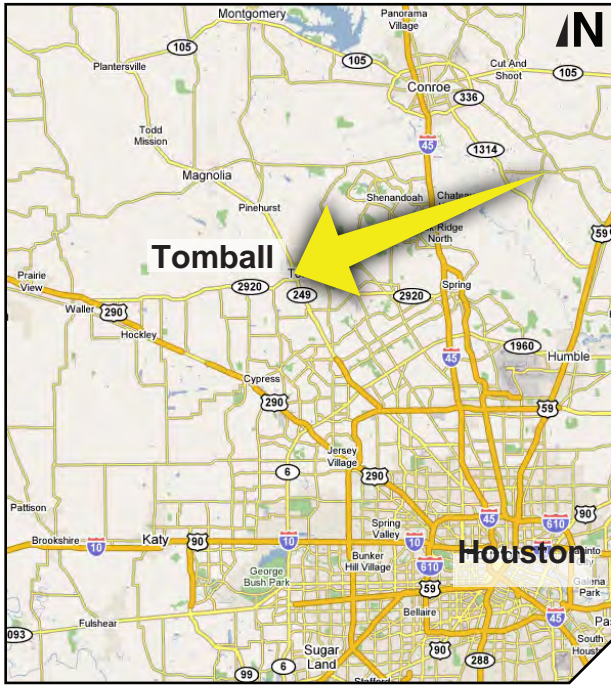 Montgomery
Panorama
Village
N
105
105
Cut And
Shoot
105
Plantersville
Conroe
336
Todd
Mission
45
1314
Magnolia
Shenandoah
Pinehurst
Ridge
North
59
Tomball
Prairie
View
2920
249
2920
Spring
Waller
290
Hockley
45
1960
Humble
Cypress
290
59
Jersey
Village
6
290
Pattison
Spring
Valley
45
610
90
Brookshire
10
Katy
90
10
10
Houston
Bunker
Hill Village
610
George
Bush Park
59
Galena
Park
Bellaire
45
Fulshear
South
90
Sugar
Land
99
6
288